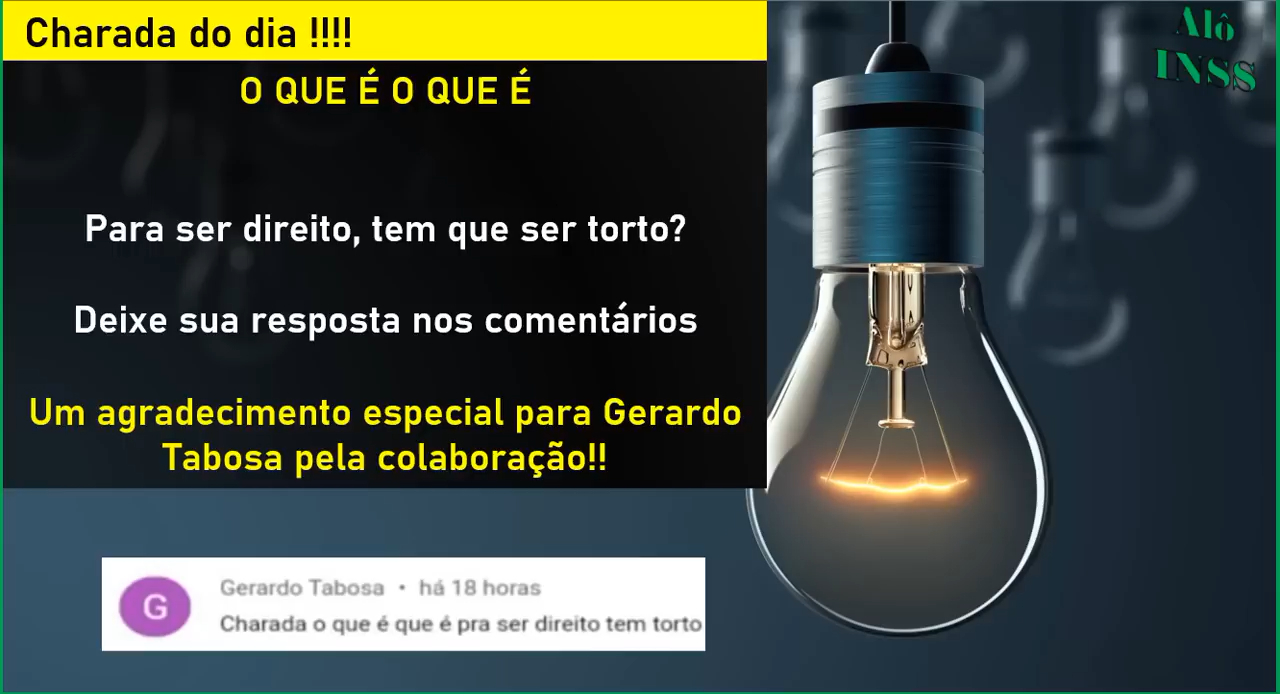 Charada do dia !!!!
Alô
INSS
O QUE É O QUE É
Para ser direito, tem que ser torto?
Deixe sua resposta nos comentários
Um agradecimento especial para Gerardo
Tabosa pela colaboração!!
G
Gerardo Tabosa • há 18 horas
Charada o que é que é pra ser direito tem torto